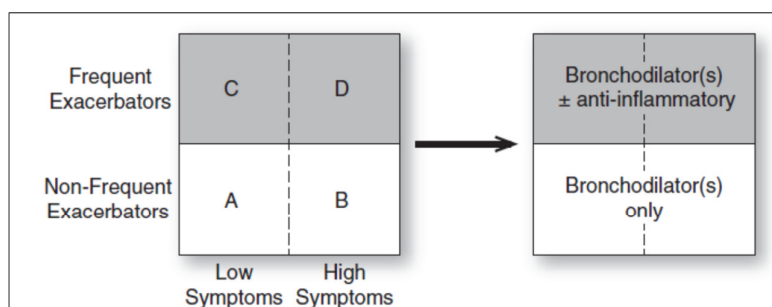 Frequent
Exacerbators
C
D
Bronchodilator(s)
± anti-inflammatory
Non-Frequent
Exacerbators
A
B
Bronchodilator(s)
only
Low
Symptoms
High
Symptoms